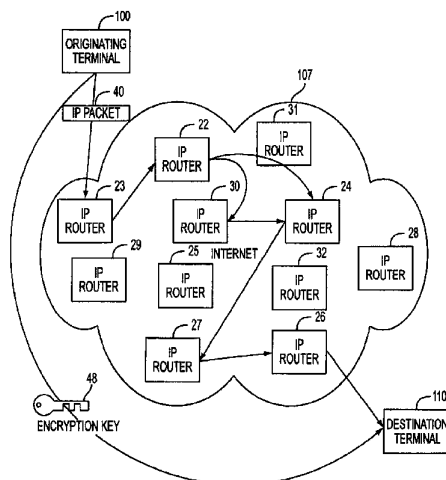 100
ORIGINATING
TERMINAL
40
IP PACKET
107
31
IP
ROUTER
22
IP
ROUTER
23
IP
ROUTER
30
IP
ROUTER
24
IP
ROUTER
29
IP
ROUTER
25
IP
ROUTER
INTERNET
32
IP
ROUTER
28
IP
ROUTER
27
IP
ROUTER
26
IP
ROUTER
48
ENCRYPTION KEY
110
DESTINATION
TERMINAL